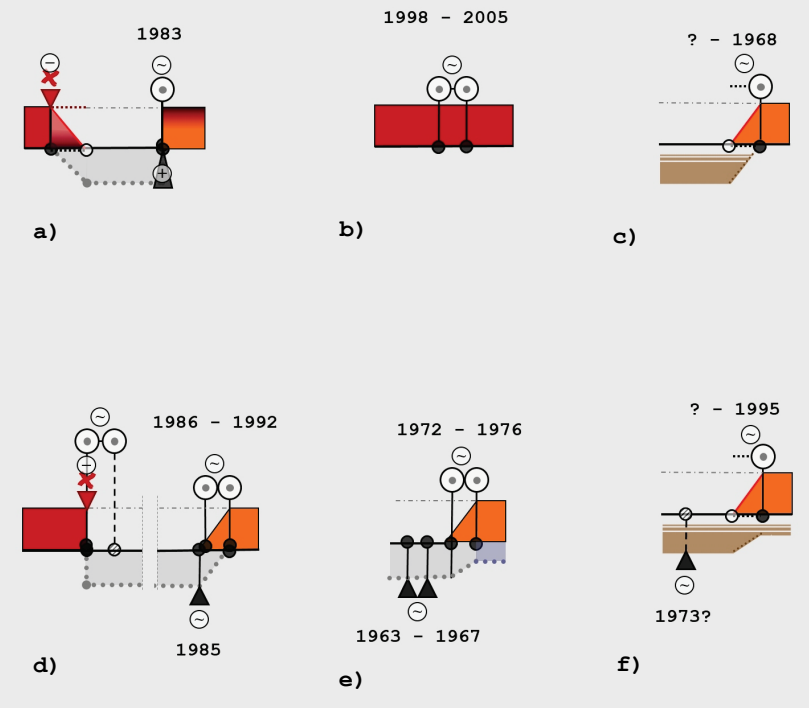 1983
1998 – 2005
? – 1968
−
~
~
~
+
a)
b)
c)
1986 – 1992
1972 – 1976
? – 1995
~
−
~
~
~
~
~
~
1985
1963 – 1967
1973?
d)
e)
f)